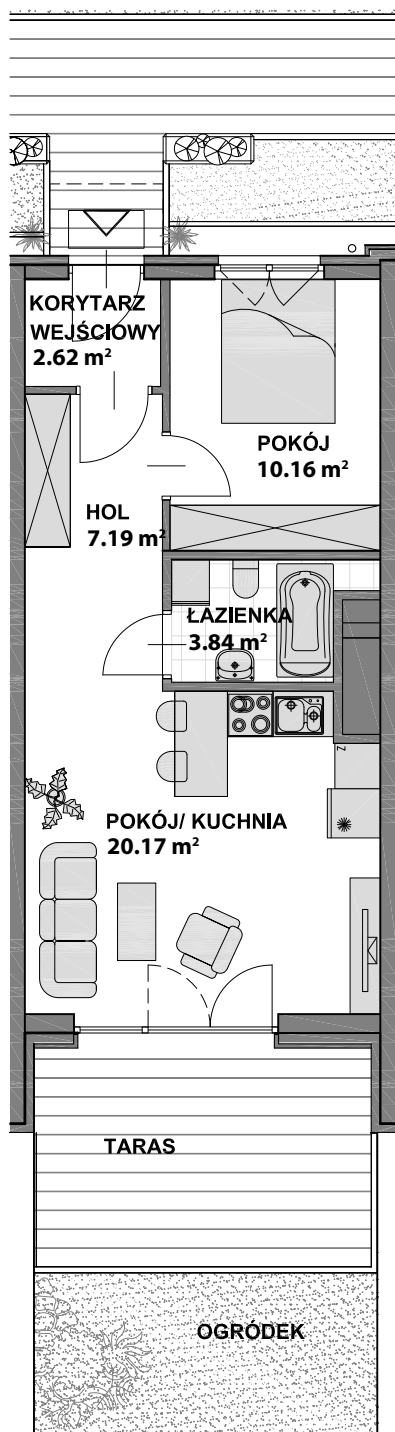 KORYTARZ
WEJŚCIOWY
2.62 m²
POKÓJ
10.16 m²
HOL
7.19 m²
ŁAZIENKA
3.84 m²
Z
POKÓJ/ KUCHNIA
20.17 m²
TARAS
OGRÓDEK